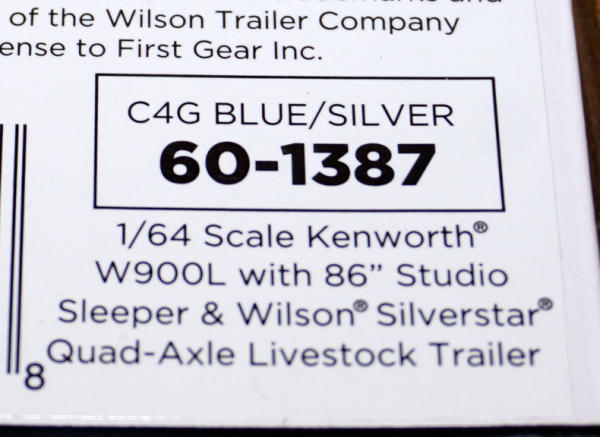 of the Wilson Trailer Company
ense to First Gear Inc.
C4G BLUE/SILVER
60-1387
1/64 Scale Kenworth®
W900L with 86” Studio
Sleeper & Wilson® Silverstar®
Quad-Axle Livestock Trailer
8